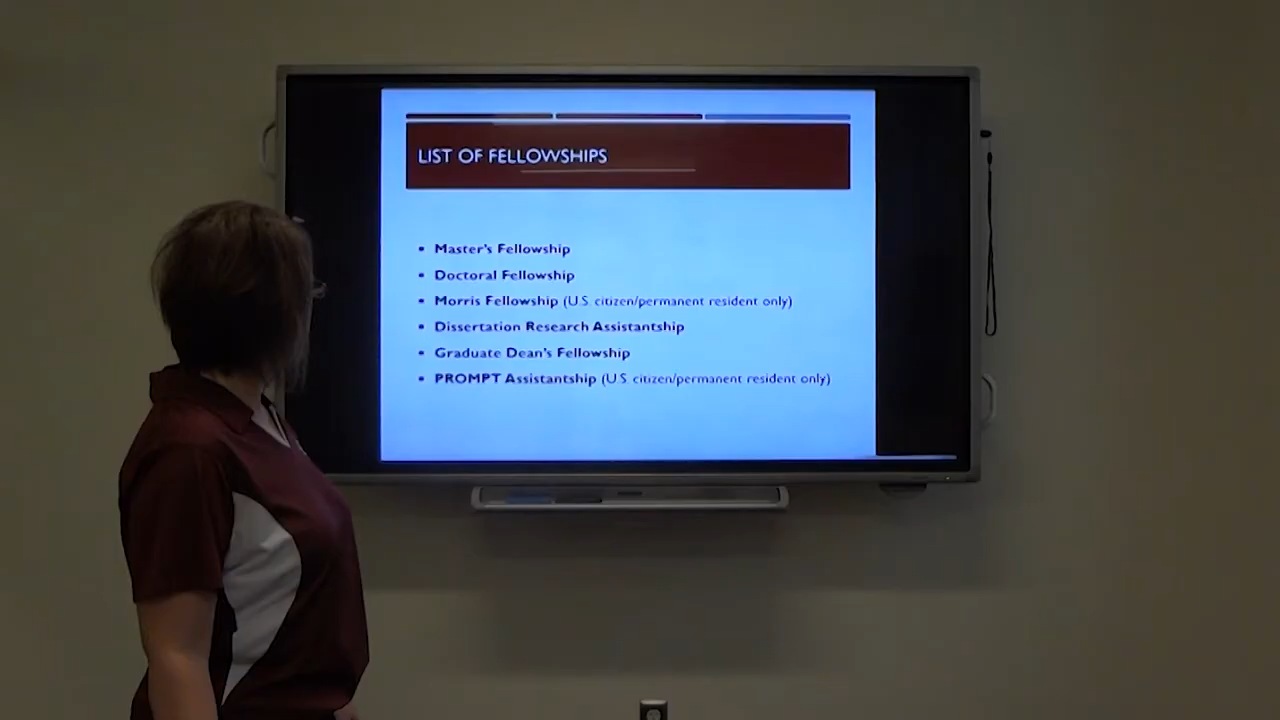 LIST OF FELLOWSHIPS
• Master's Fellowship
• Doctoral Fellowship
• Morris Fellowship (U.S. citizen/permanent resident only)
• Dissertation Research Assistantship
• Graduate Dean's Fellowship
• PROMPT Assistantship (U.S. citizen/permanent resident only)